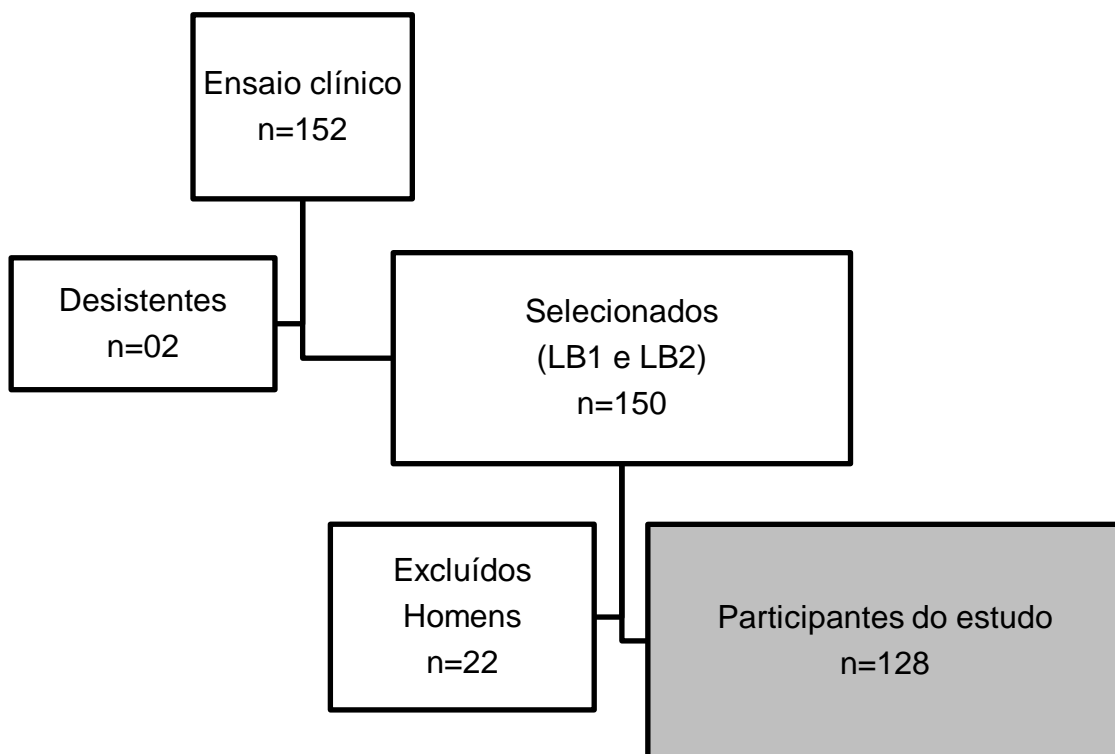 Ensaio clínico
n=152
Desistentes
n=02
Selecionados
(LB1 e LB2)
n=150
Excluídos
Homens
n=22
Participantes do estudo
n=128